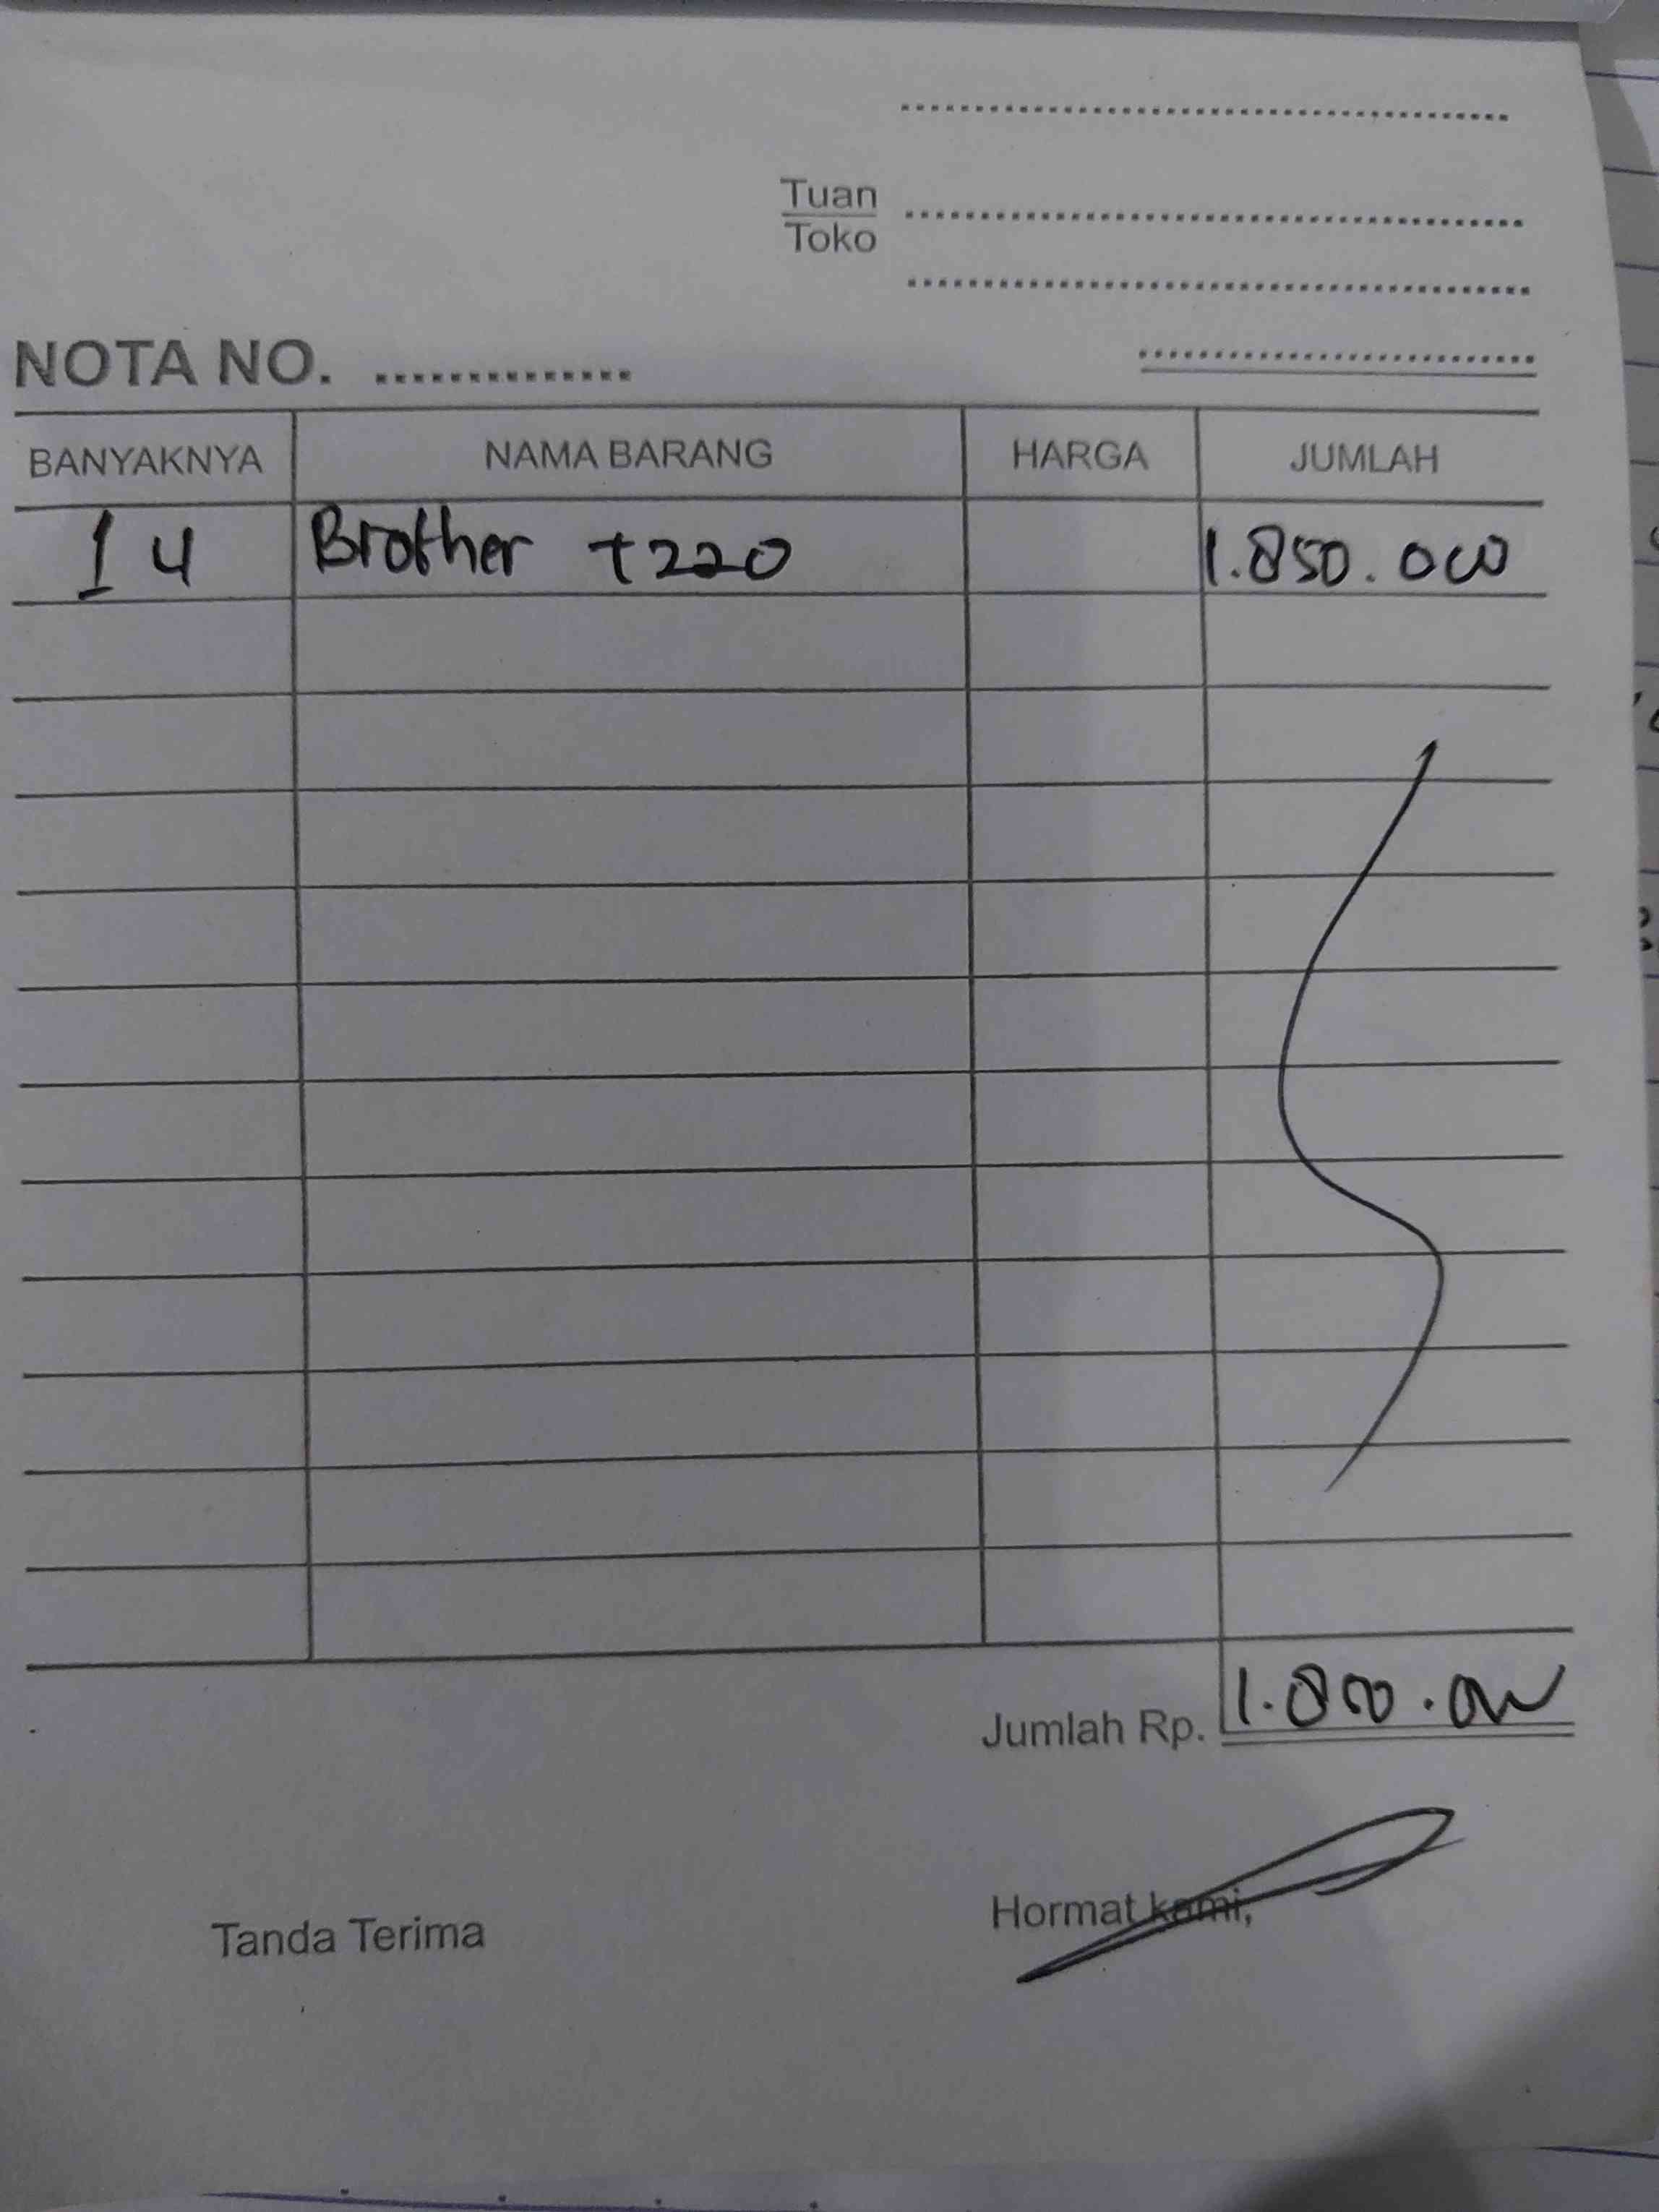 Tuan
Toko
NOTA NO. ..............
BANYAKNYA NAMA BARANG HARGA JUMLAH
1 U Brother T220 1.850.000
Jumlah Rp. 1.850.000
Tanda Terima Hormat kami,